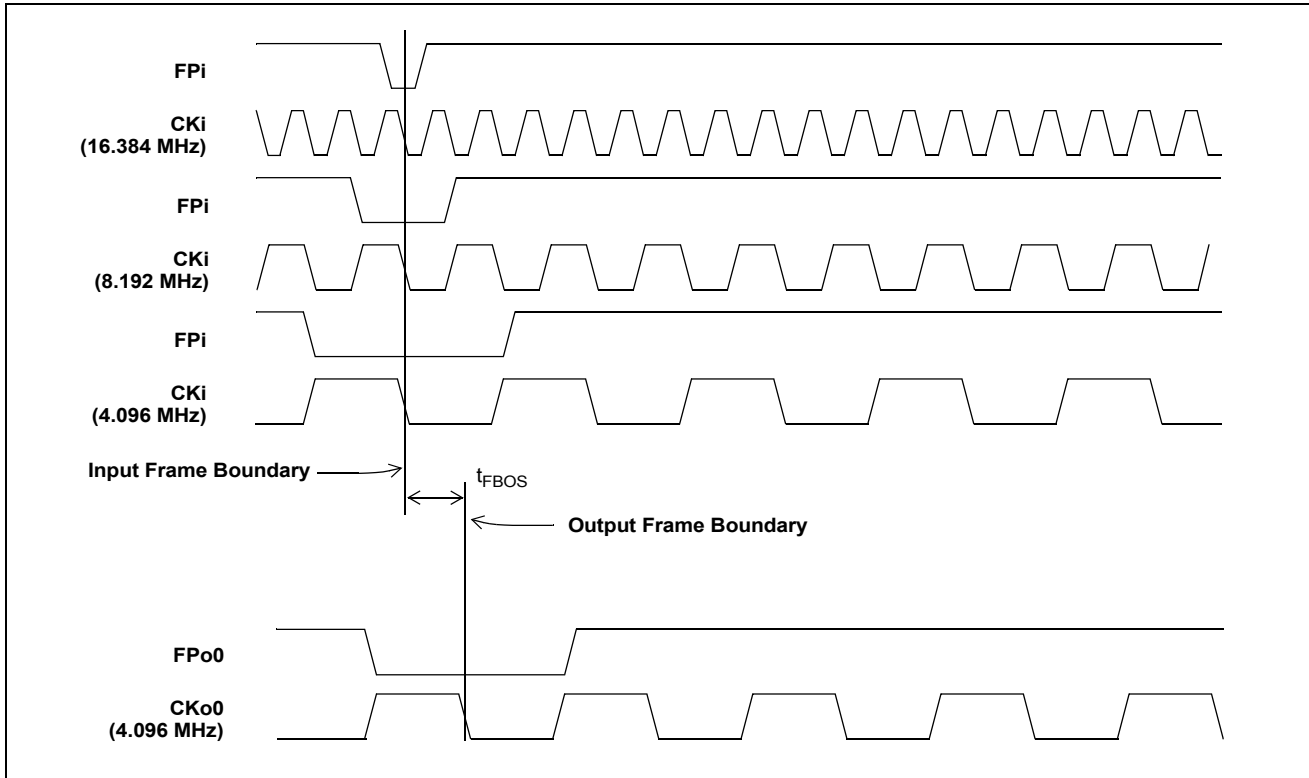 FPi
CKi
(16.384 MHz)
FPi
CKi
(8.192 MHz)
FPi
CKi
(4.096 MHz)
Input Frame Boundary
tFBOS
Output Frame Boundary
FPo0
CKo0
(4.096 MHz)